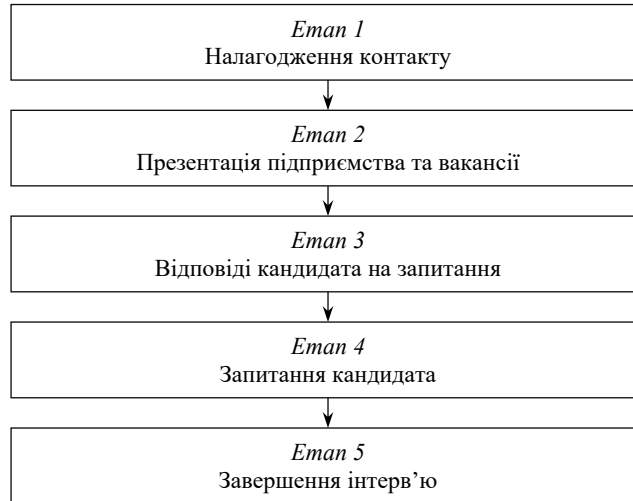 Етап 1
Налагодження контакту
Етап 2
Презентація підприємства та вакансії
Етап 3
Відповіді кандидата на запитання
Етап 4
Запитання кандидата
Етап 5
Завершення інтерв’ю